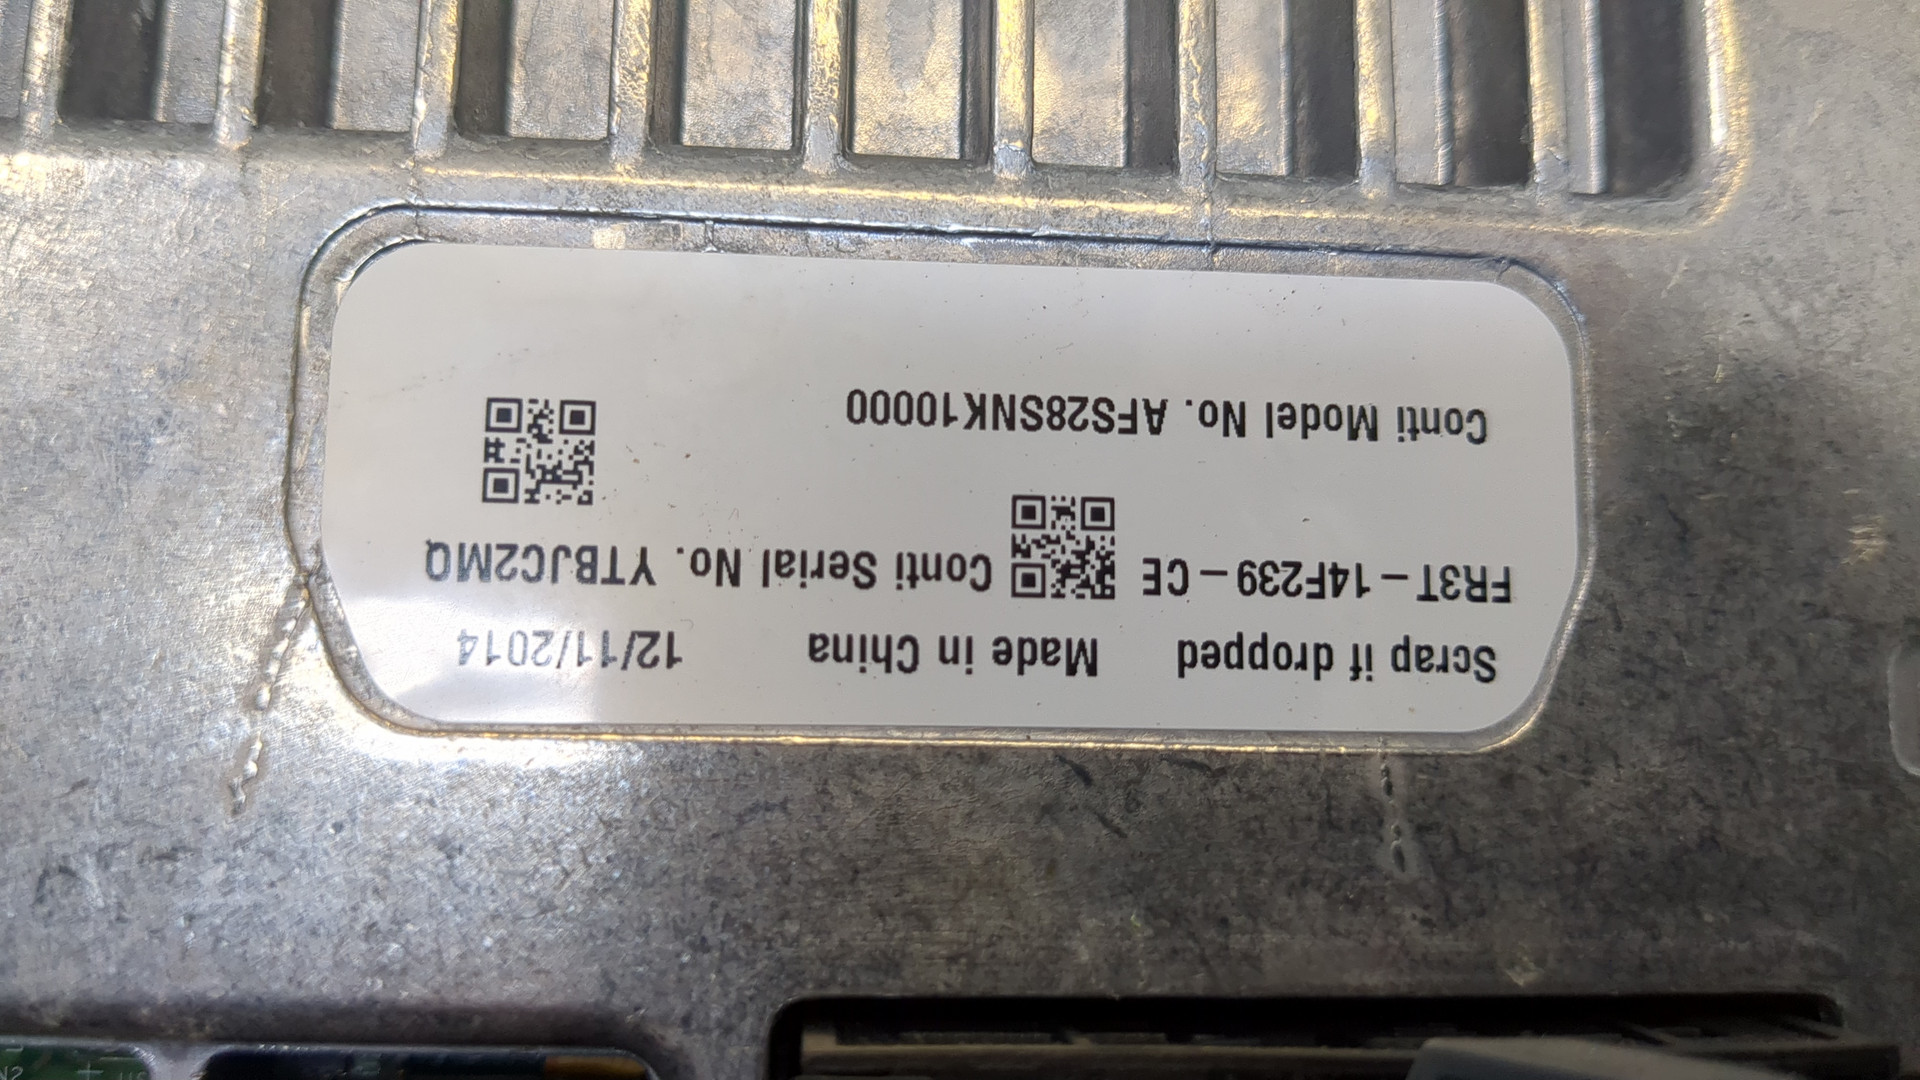 Scrap if dropped Made in China 12/11/2014
FR3T - 14F239 - CE Conti Serial No. YTBJC2MQ
Conti Model No. AFS28SNK10000